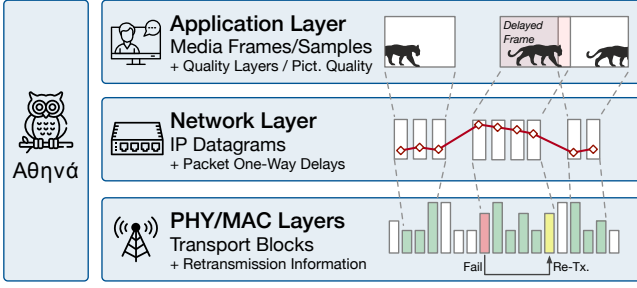 Αθηνά
Application Layer
Media Frames/Samples
+ Quality Layers / Pict. Quality
Delayed
Frame
Network Layer
IP Datagrams
+ Packet One-Way Delays
PHY/MAC Layers
Transport Blocks
+ Retransmission Information
Fail
Re-Tx.